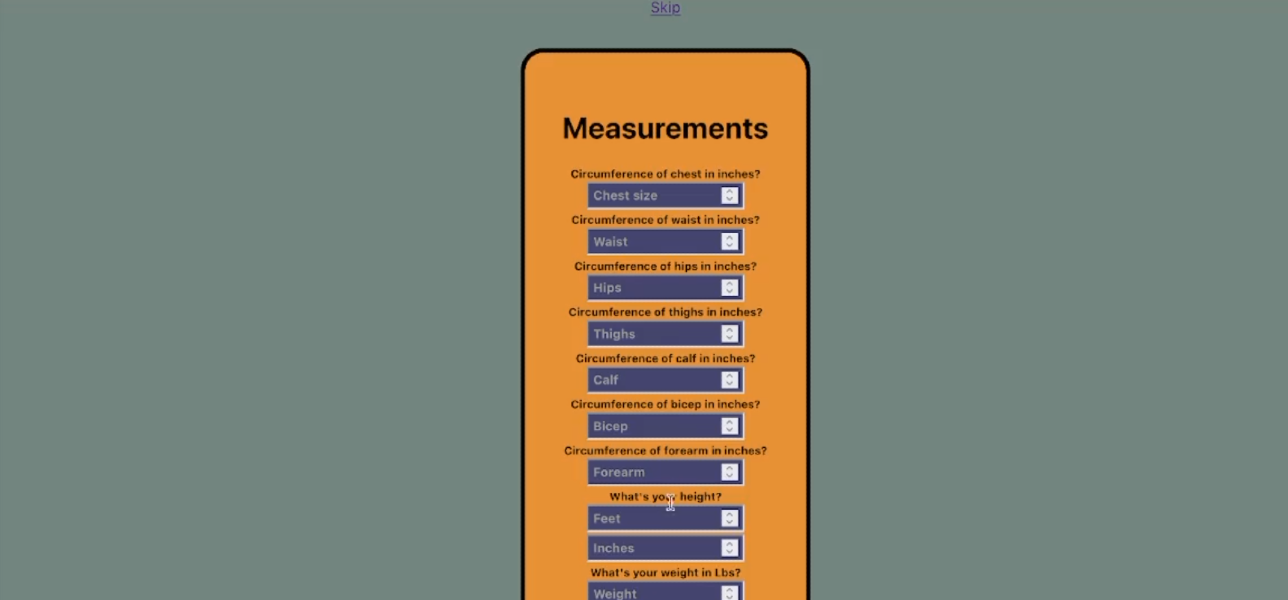 Skip
Measurements
Circumference of chest in inches?
Chest size
Circumference of waist in inches?
Waist
Circumference of hips in inches?
Hips
Circumference of thighs in inches?
Thighs
Circumference of calf in inches?
Calf
Circumference of bicep in inches?
Bicep
Circumference of forearm in inches?
Forearm
What's your height?
Feet
Inches
What's your weight in Lbs?
Weight